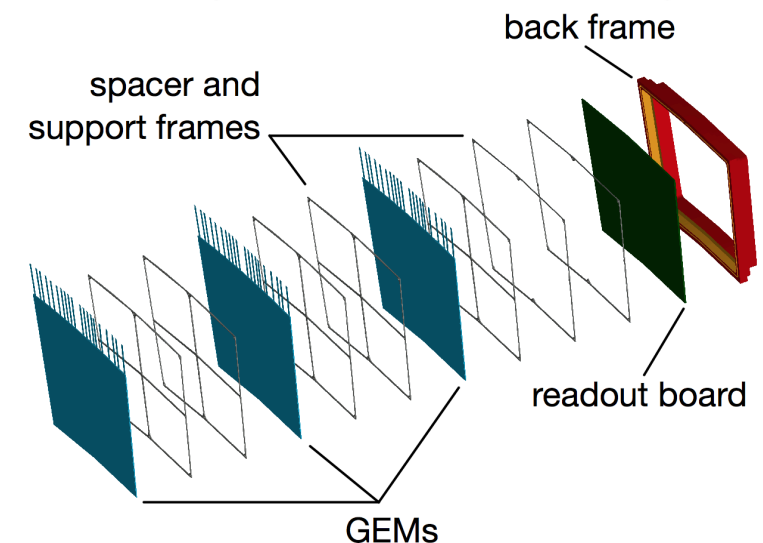 back frame
spacer and
support frames
readout board
GEMs